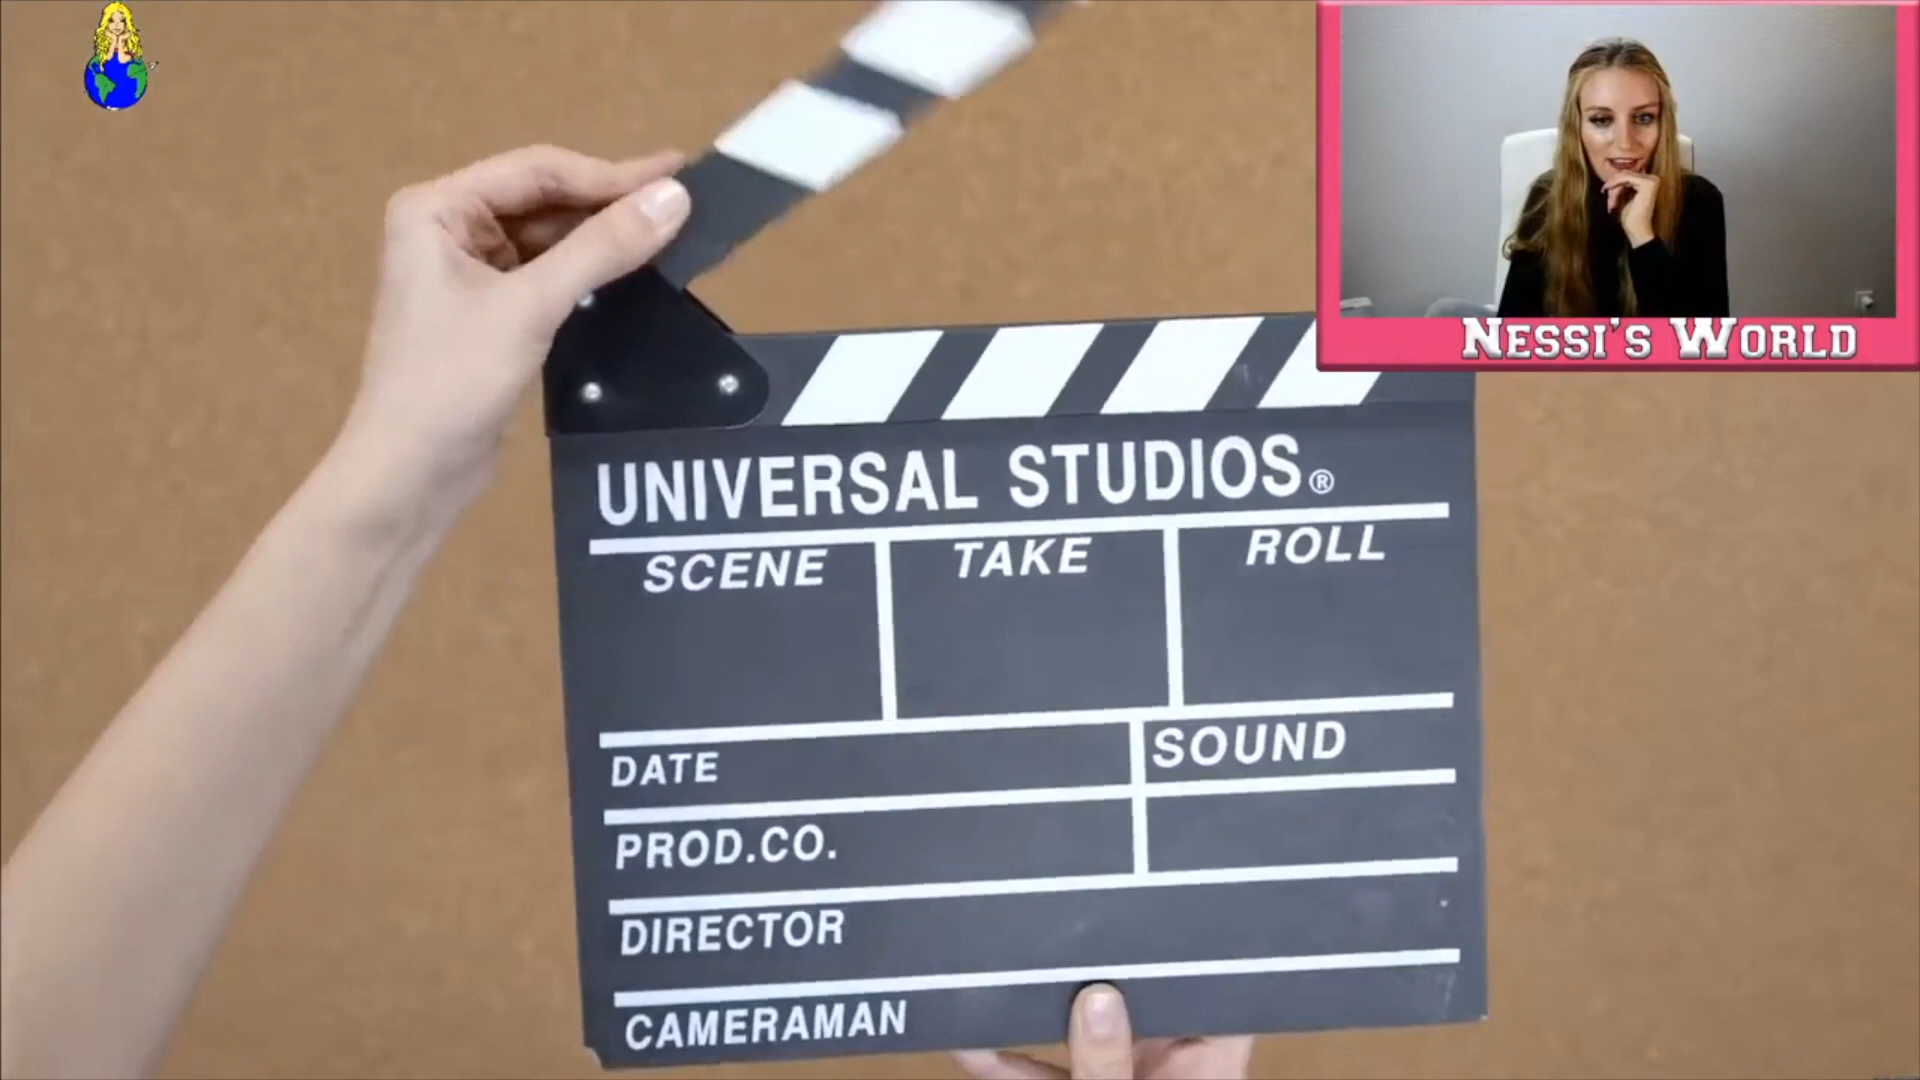 NESSI'S WORLD
UNIVERSAL STUDIOS®
SCENE TAKE ROLL
DATE SOUND
PROD.CO.
DIRECTOR
CAMERAMAN